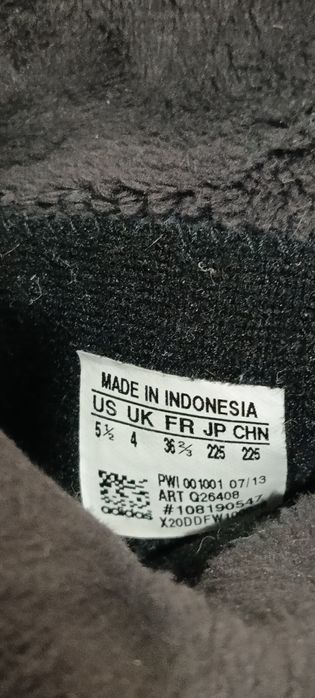 MADE IN INDONESIA
US UK FR JP CHN
5½ 4 36⅔ 225 225
PWI 001001 07/13
ART Q26408
adidas #108190547